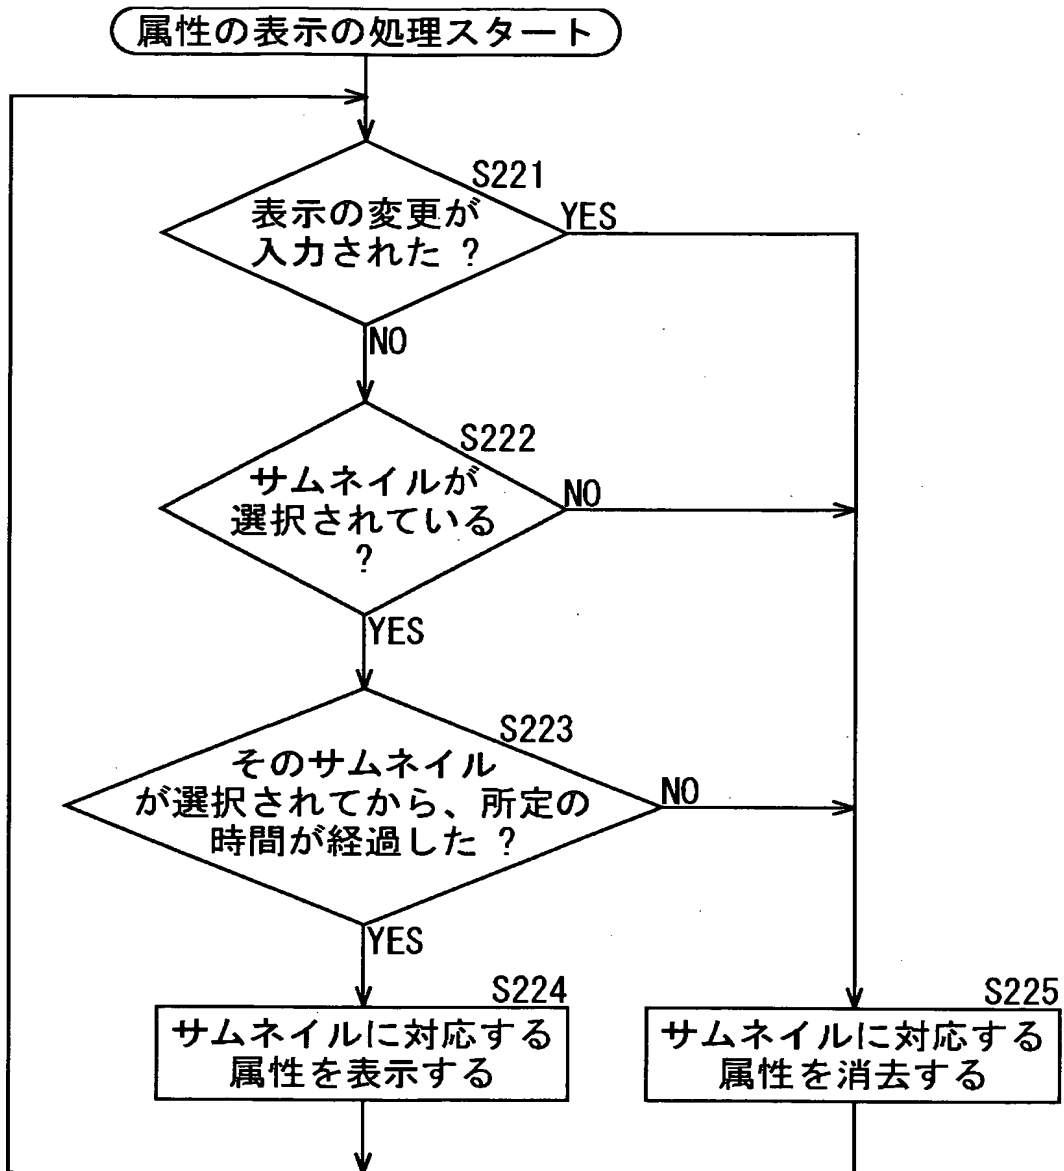 属性の表示の処理スタート
S221
表示の変更が
入力された ?
YES
NO
S222
サムネイルが
選択されている
?
NO
YES
S223
そのサムネイル
が選択されてから、所定の
時間が経過した ?
NO
YES
S224
サムネイルに対応する
属性を表示する
S225
サムネイルに対応する
属性を消去する